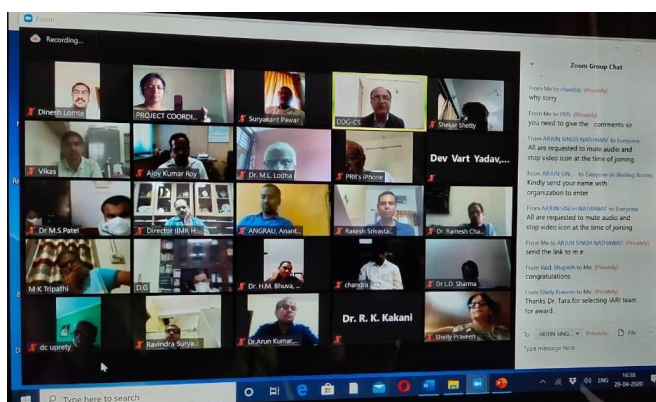 Zoom
Recording...
Dinesh Lomte
PROJECT COORDI...
Suryakant Pawar
DDG-CS
Shekar Shetty
Vikas
Ajoy Kumar Roy
Dr. M.L. Lodha
PRR's iPhone
Dev Vart Yadav,...
Dr M.S.Patel
Director IIMR H...
ANGRAU, Anant...
Rakesh Srivasta...
Dr. Ramesh Cha...
M K Tripathi
D.G
Dr. H.M. Bhuva, ...
chandra
Dr I.D. Sharma
dc uprety
Ravindra Surya...
Dr.Arun Kumar...
Dr. R. K. Kakani
Shelly Praveen
Zoom Group Chat
From Me to chandra: (Privately)
why sorry
From Me to PRR: (Privately)
you need to give the comments sir
From ARJUN SINGH NATHAWAT to Everyone
All are requested to mute audio and
stop video icon at the time of joining.
From ARJUN SIN... to Everyone (in Waiting Room)
Kindly send your name with
organization to enter
From ARJUN SINGH NATHAWAT to Everyone
All are requested to mute audio and
stop video icon at the time of joining.
From Me to ARJUN SINGH NATHAWAT: (Privately)
send the link to m e
From Vaid, Bhupesh to Me: (Privately)
congratulations
From Shelly Praveen to Me: (Privately)
Thanks Dr. Tara for selecting IARI team
for award
To: ARJUN SING... (Privately) File
Type message here...
Type here to search
ENG
16:38
29-04-2020